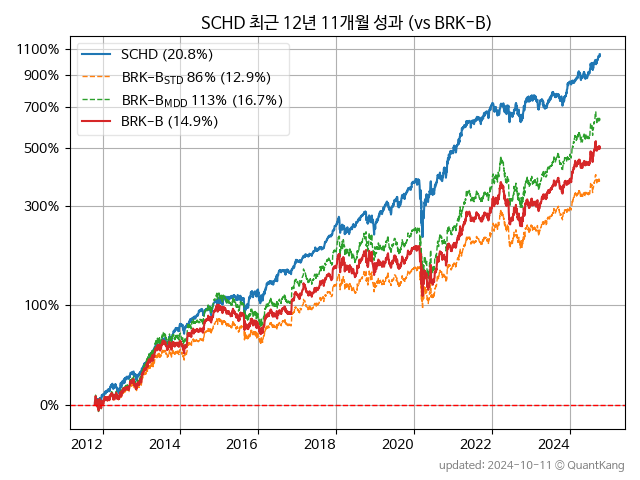 SCHD 최근 12년 11개월 성과 (vs BRK-B)
1100%
900%
700%
500%
300%
100%
0%
SCHD (20.8%)
BRK-BSTD 86% (12.9%)
BRK-BMDD 113% (16.7%)
BRK-B (14.9%)
2012 2014 2016 2018 2020 2022 2024
updated: 2024-10-11 © QuantKang